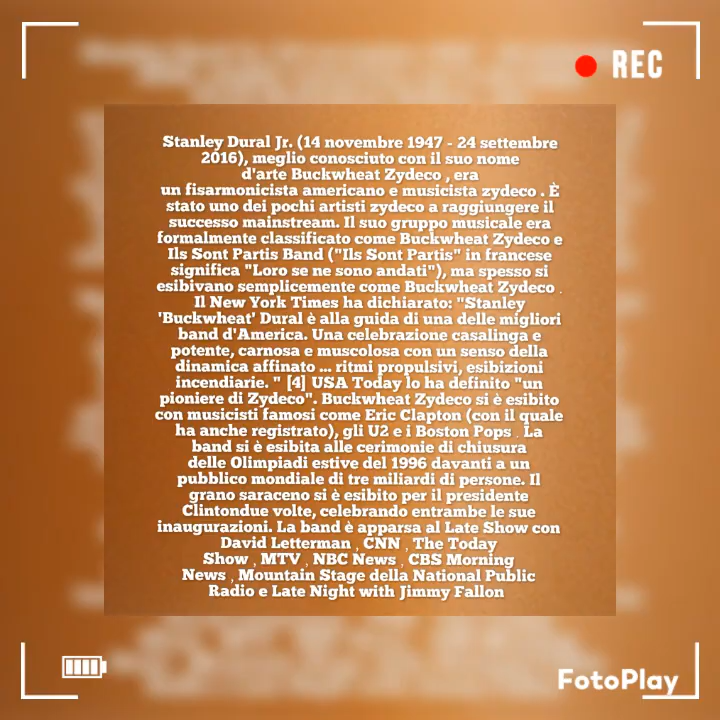 REC
Stanley Dural Jr. (14 novembre 1947 - 24 settembre
2016), meglio conosciuto con il suo nome
d'arte Buckwheat Zydeco , era
un fisarmonicista americano e musicista zydeco . È
stato uno dei pochi artisti zydeco a raggiungere il
successo mainstream. Il suo gruppo musicale era
formalmente classificato come Buckwheat Zydeco e
Ils Sont Partis Band ("Ils Sont Partis" in francese
significa "Loro se ne sono andati"), ma spesso si
esibivano semplicemente come Buckwheat Zydeco .
Il New York Times ha dichiarato: "Stanley
'Buckwheat' Dural è alla guida di una delle migliori
band d'America. Una celebrazione casalinga e
potente, carnosa e muscolosa con un senso della
dinamica affinato ... ritmi propulsivi, esibizioni
incendiarie. " [4] USA Today lo ha definito "un
pioniere di Zydeco". Buckwheat Zydeco si è esibito
con musicisti famosi come Eric Clapton (con il quale
ha anche registrato), gli U2 e i Boston Pops . La
band si è esibita alle cerimonie di chiusura
delle Olimpiadi estive del 1996 davanti a un
pubblico mondiale di tre miliardi di persone. Il
grano saraceno si è esibito per il presidente
Clintondue volte, celebrando entrambe le sue
inaugurazioni. La band è apparsa al Late Show con
David Letterman , CNN , The Today
Show , MTV , NBC News , CBS Morning
News , Mountain Stage della National Public
Radio e Late Night with Jimmy Fallon
FotoPlay